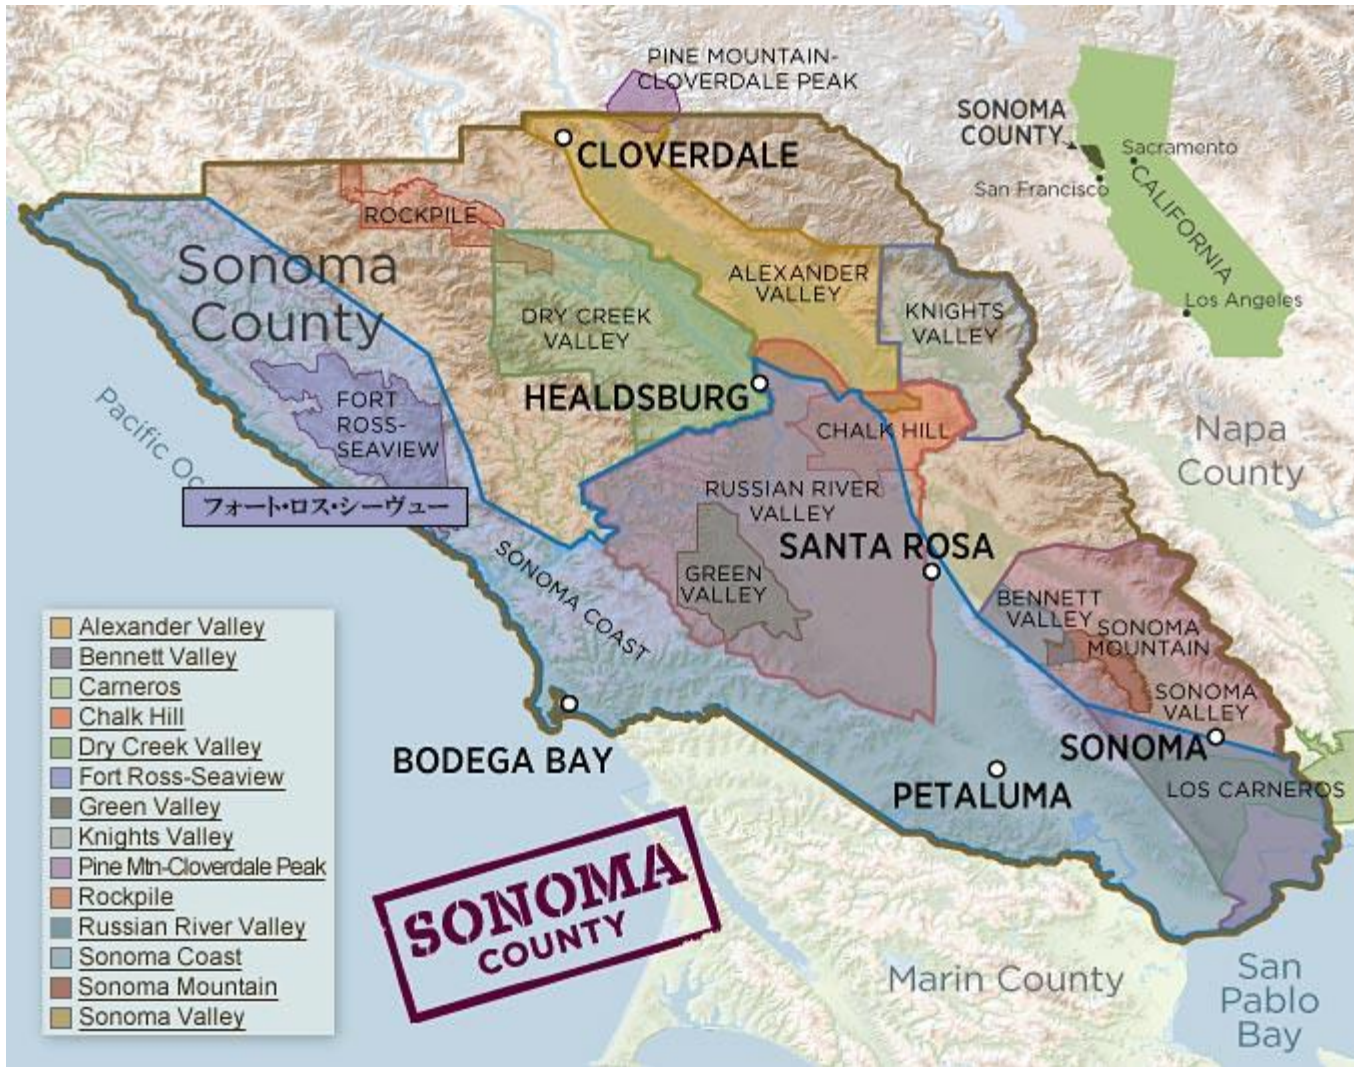 PINE MOUNTAIN-
CLOVERDALE PEAK
SONOMA
COUNTY
Sacramento
San Francisco
CALIFORNIA
Los Angeles
CLOVERDALE
ROCKPILE
Sonoma
County
ALEXANDER
VALLEY
DRY CREEK
VALLEY
KNIGHTS
VALLEY
HEALDSBURG
FORT
ROSS-
SEAVIEW
Pacific Oc
CHALK HILL
Napa
County
フォート・ロス・シーヴュー
RUSSIAN RIVER
VALLEY
SANTA ROSA
SONOMA COAST
GREEN
VALLEY
BENNETT
VALLEY
SONOMA
MOUNTAIN
SONOMA
VALLEY
SONOMA
BODEGA BAY
PETALUMA
LOS CARNEROS
Alexander Valley
Bennett Valley
Carneros
Chalk Hill
Dry Creek Valley
Fort Ross-Seaview
Green Valley
Knights Valley
Pine Mtn-Cloverdale Peak
Rockpile
Russian River Valley
Sonoma Coast
Sonoma Mountain
Sonoma Valley
SONOMA
COUNTY
Marin County
San
Pablo
Bay